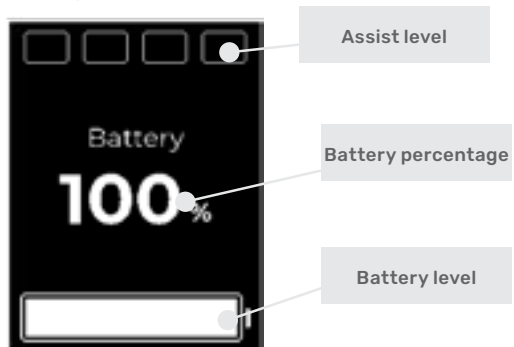 Assist level
Battery
Battery percentage
100 %
Battery level